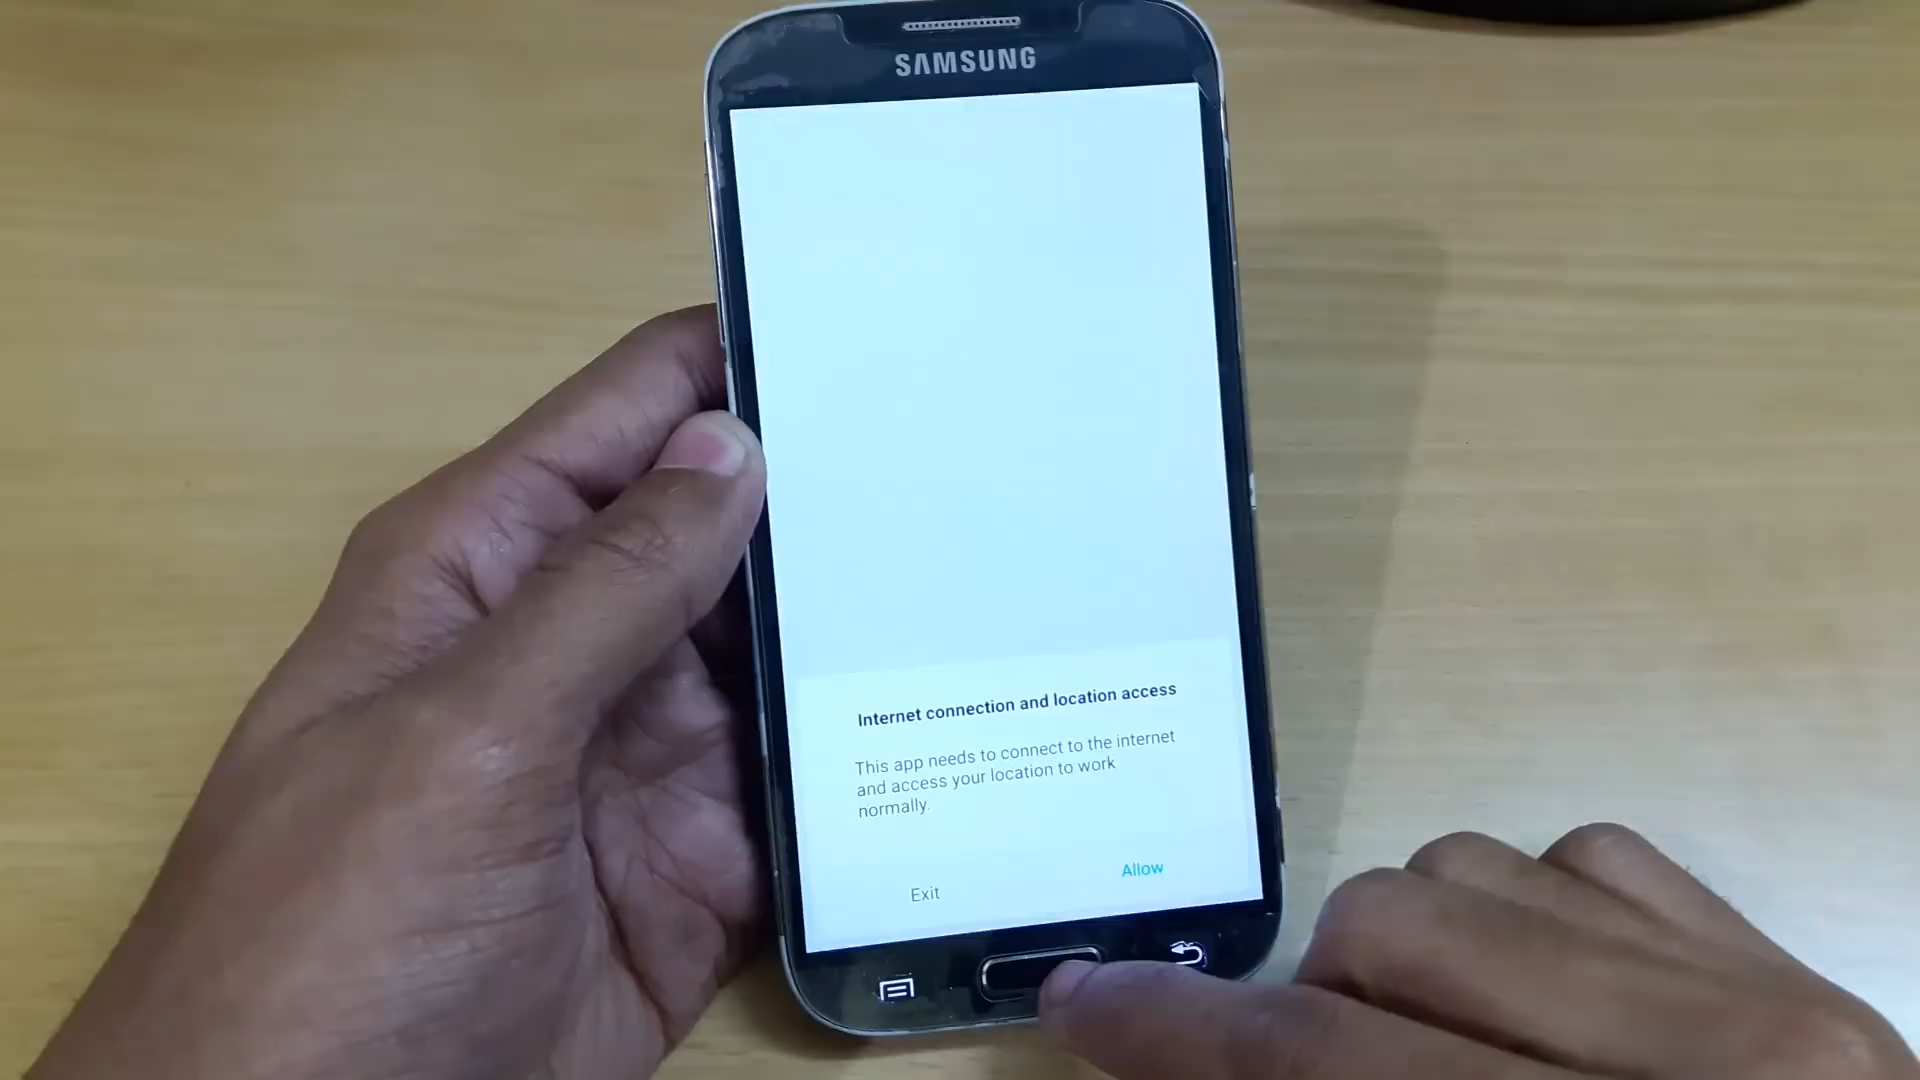 SAMSUNG
Internet connection and location access
This app needs to connect to the internet
and access your location to work
normally.
Exit
Allow